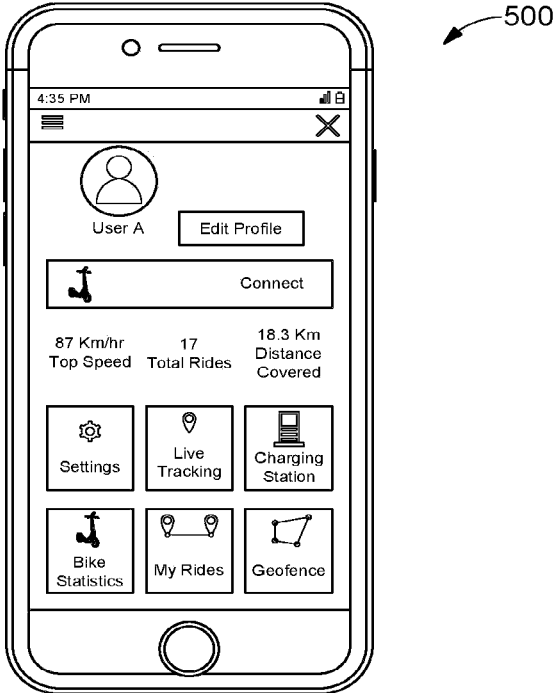 500
4:35 PM
User A
Edit Profile
Connect
87 Km/hr
Top Speed
17
Total Rides
18.3 Km
Distance
Covered
Settings
Live
Tracking
Charging
Station
Bike
Statistics
My Rides
Geofence